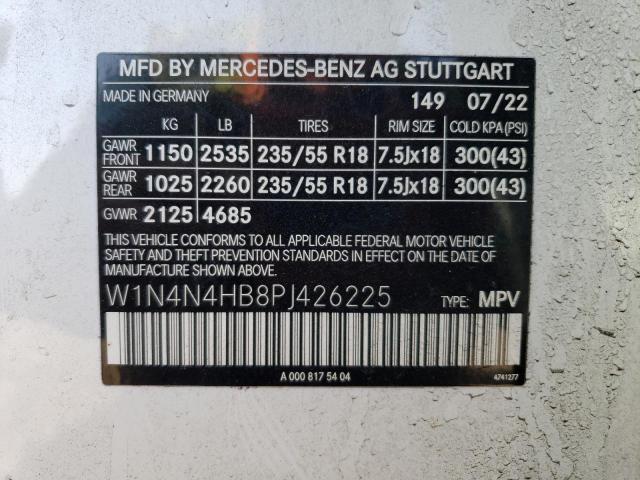 MFD BY MERCEDES-BENZ AG STUTTGART
MADE IN GERMANY 149 07/22
KG LB TIRES RIM SIZE COLD KPA(PSI)
GAWR FRONT 1150 2535 235/55 R18 7.5Jx18 300(43)
GAWR REAR 1025 2260 235/55 R18 7.5Jx18 300(43)
GVWR 2125 4685
THIS VEHICLE CONFORMS TO ALL APPLICABLE FEDERAL MOTOR VEHICLE
SAFETY AND THEFT PREVENTION STANDARDS IN EFFECT ON THE DATE OF
MANUFACTURE SHOWN ABOVE.
W1N4N4HB8PJ426225 TYPE: MPV
A 000 817 54 04 4741277